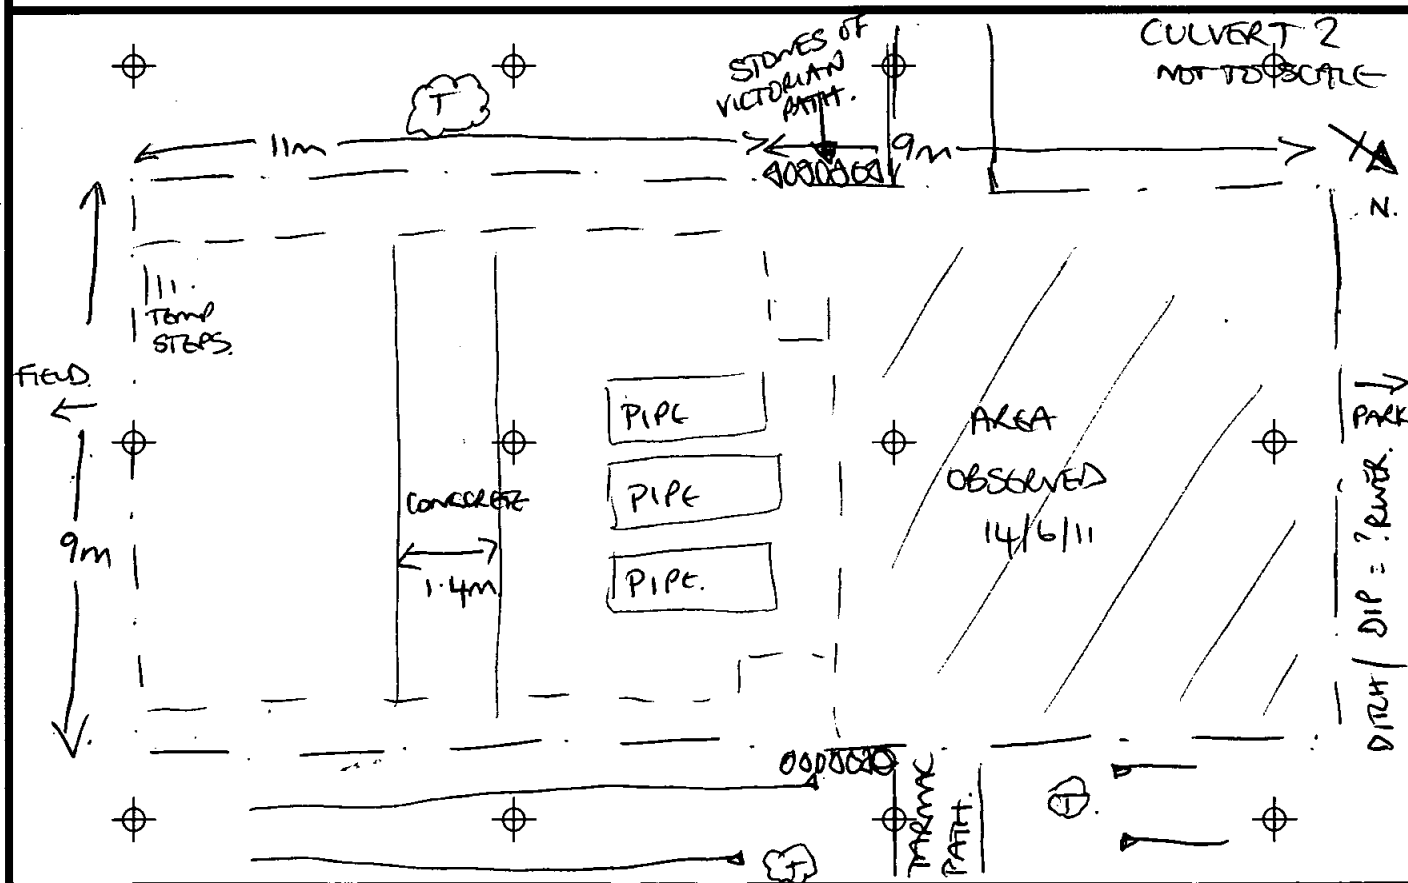 CULVERT 2
NOT TO SCALE
STONES OF
VICTORIAN
PATH.
T
11m
9m
N.
111.
TEMP
STEPS.
FIELD.
PARK
PIPE
AREA
PIPE
OBSERVED
CONCRETE
14/6/11
9m
PIPE.
1.4m
DITCH / DIP = ? RIVER.
TARMAC
PATH.
T.
T